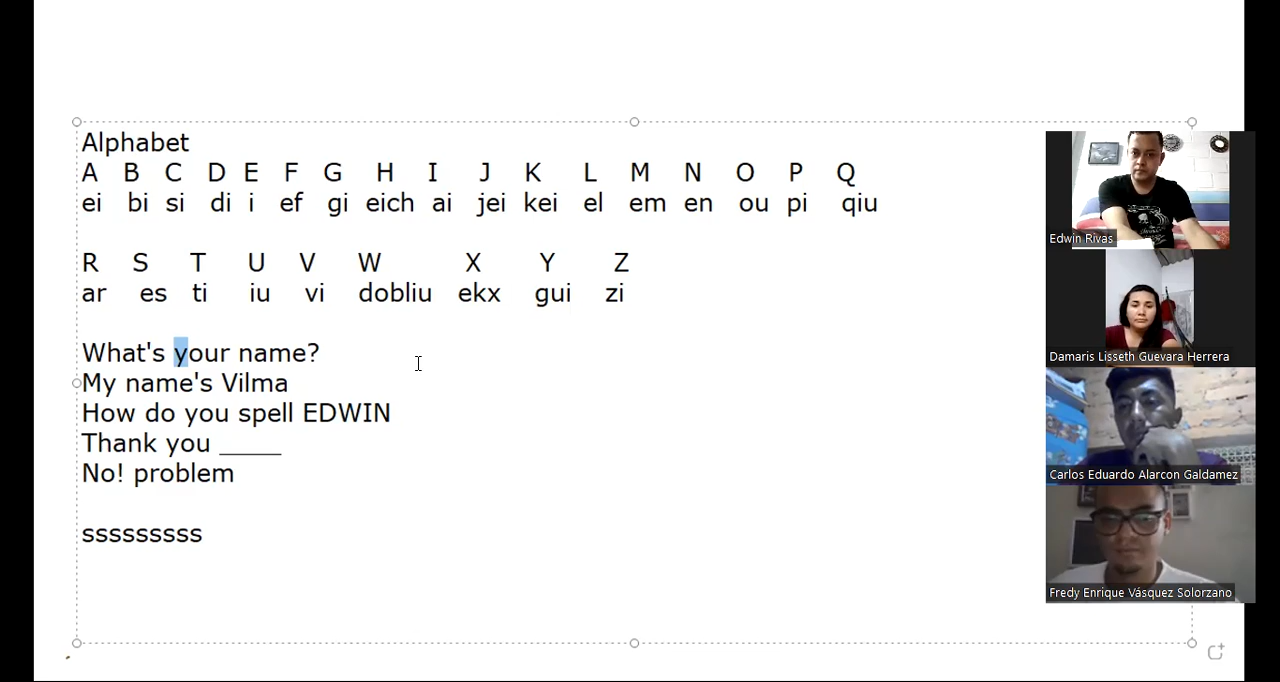 Alphabet
A B C D E F G H I J K L M N O P Q
ei bi si di i ef gi eich ai jei kei el em en ou pi qiu
R S T U V W X Y Z
ar es ti iu vi dobliu ekx gui zi
What's your name?
My name's Vilma
How do you spell EDWIN
Thank you _____
No! problem
sssssssss
Edwin Rivas
Damaris Lisseth Guevara Herrera
Carlos Eduardo Alarcon Galdamez
Fredy Enrique Vásquez Solorzano